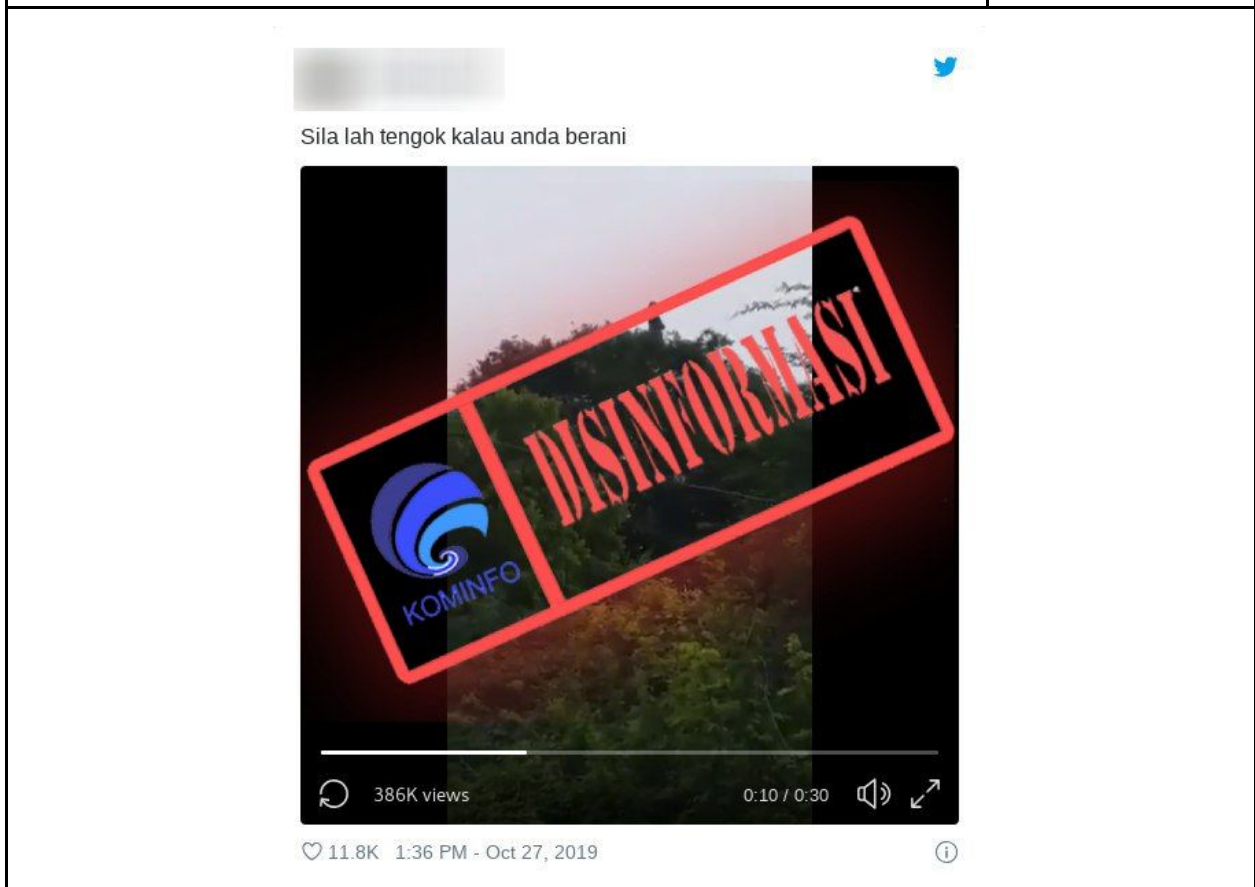 Sila lah tengok kalau anda berani
DISINFORMASI
KOMINFO
386K views
0:10 / 0:30
11.8K 1:36 PM - Oct 27, 2019